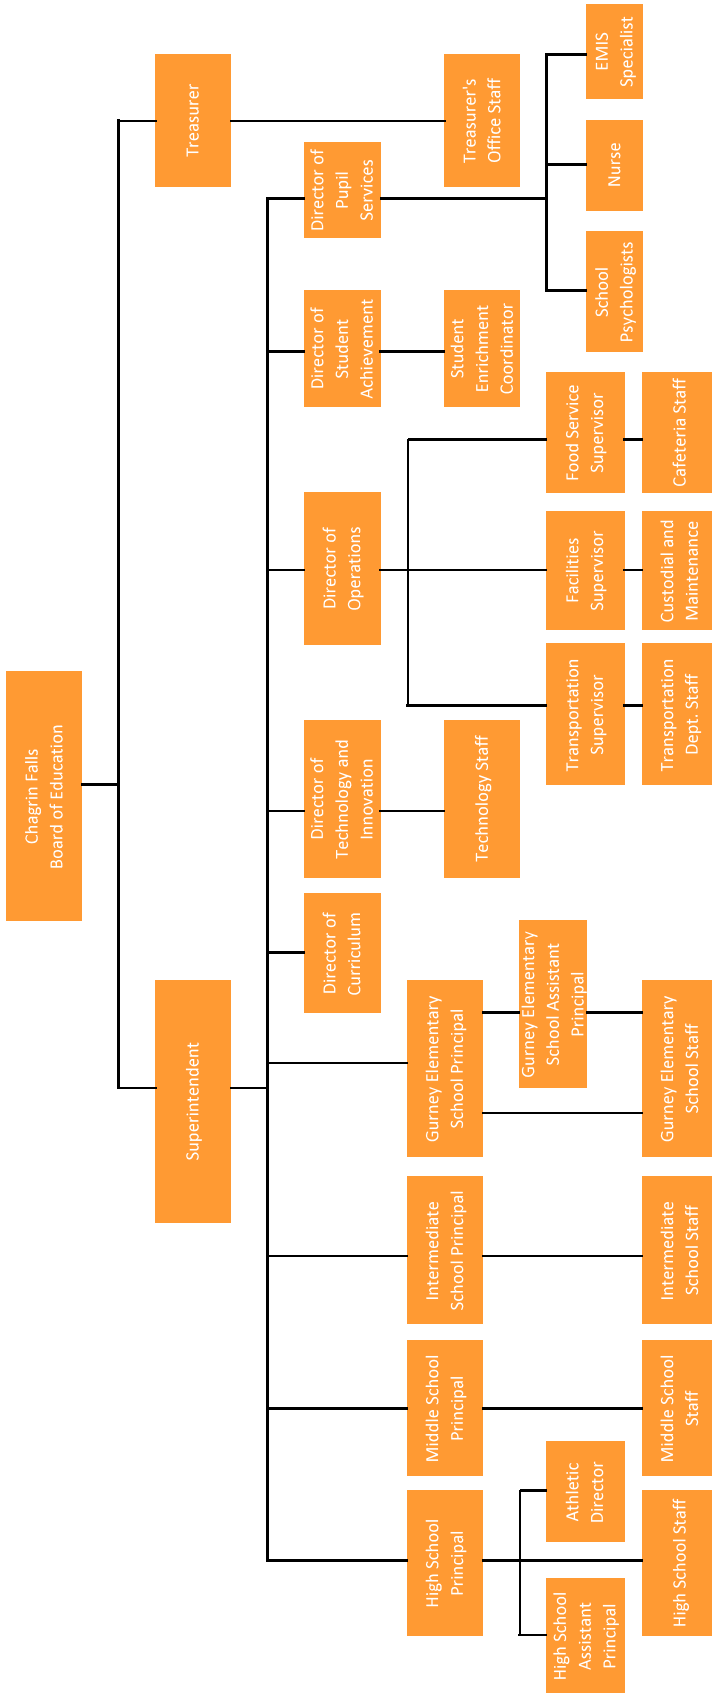 Chagrin Falls
Board of Education
Superintendent
Treasurer
High School
Principal
Middle School
Principal
Intermediate
School Principal
Gurney Elementary
School Principal
Director of
Curriculum
Director of
Technology and
Innovation
Director of
Operations
Director of
Student
Achievement
Director of
Pupil
Services
Technology Staff
Student
Enrichment
Coordinator
Treasurer's
Office Staff
High School
Assistant
Principal
Athletic
Director
Gurney Elementary
School Assistant
Principal
Transportation
Supervisor
Facilities
Supervisor
Food Service
Supervisor
School
Psychologists
Nurse
EMIS
Specialist
High School Staff
Middle School
Staff
Intermediate
School Staff
Gurney Elementary
School Staff
Transportation
Dept. Staff
Custodial and
Maintenance
Cafeteria Staff